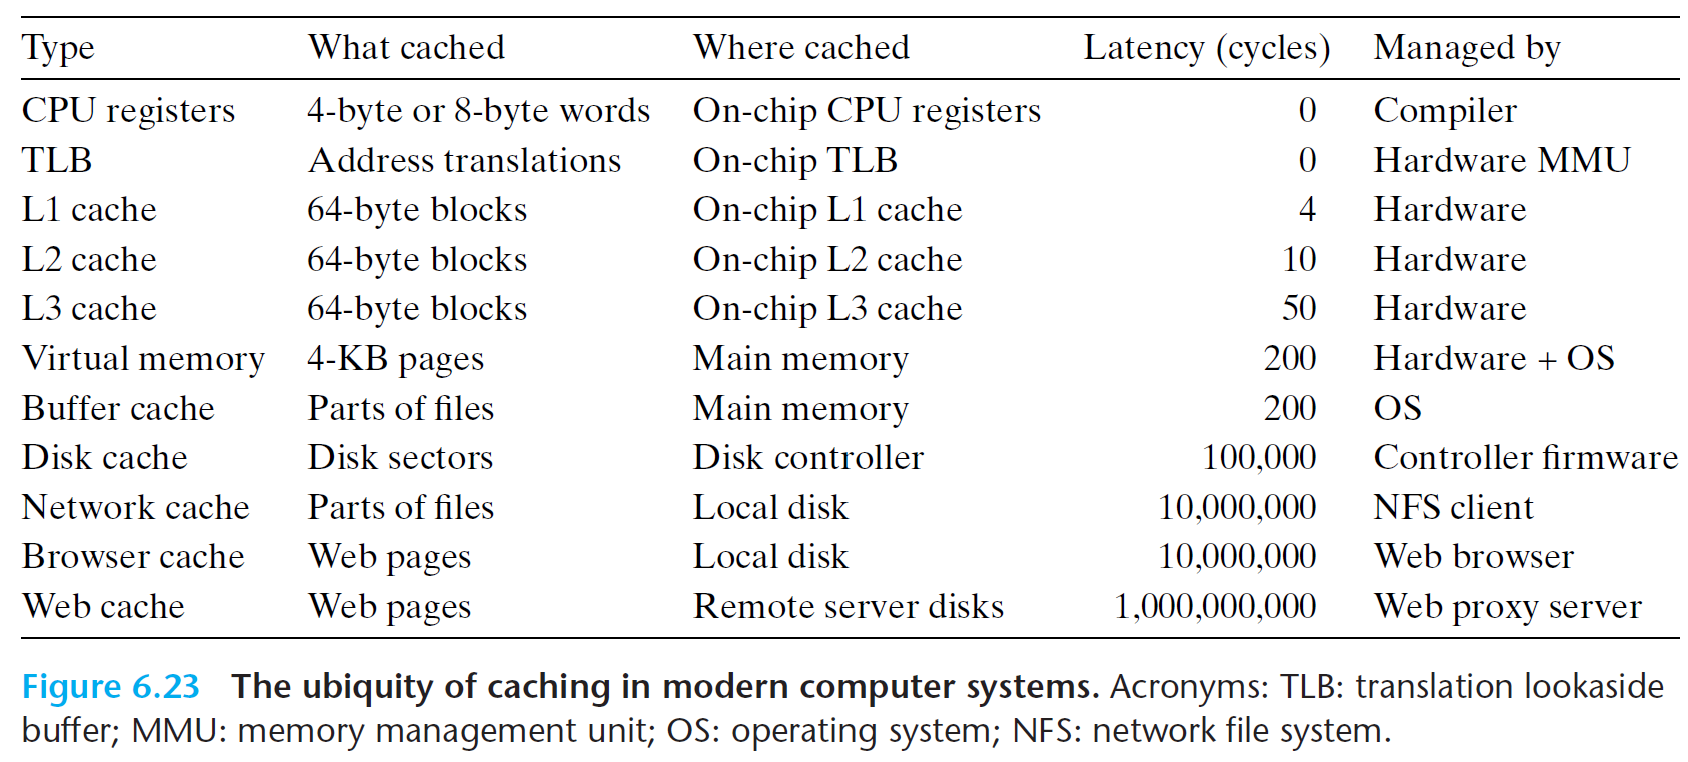 Type What cached Where cached Latency (cycles) Managed by
CPU registers 4-byte or 8-byte words On-chip CPU registers 0 Compiler
TLB Address translations On-chip TLB 0 Hardware MMU
L1 cache 64-byte blocks On-chip L1 cache 4 Hardware
L2 cache 64-byte blocks On-chip L2 cache 10 Hardware
L3 cache 64-byte blocks On-chip L3 cache 50 Hardware
Virtual memory 4-KB pages Main memory 200 Hardware + OS
Buffer cache Parts of files Main memory 200 OS
Disk cache Disk sectors Disk controller 100,000 Controller firmware
Network cache Parts of files Local disk 10,000,000 NFS client
Browser cache Web pages Local disk 10,000,000 Web browser
Web cache Web pages Remote server disks 1,000,000,000 Web proxy server
Figure 6.23 The ubiquity of caching in modern computer systems. Acronyms: TLB: translation lookaside
buffer; MMU: memory management unit; OS: operating system; NFS: network file system.